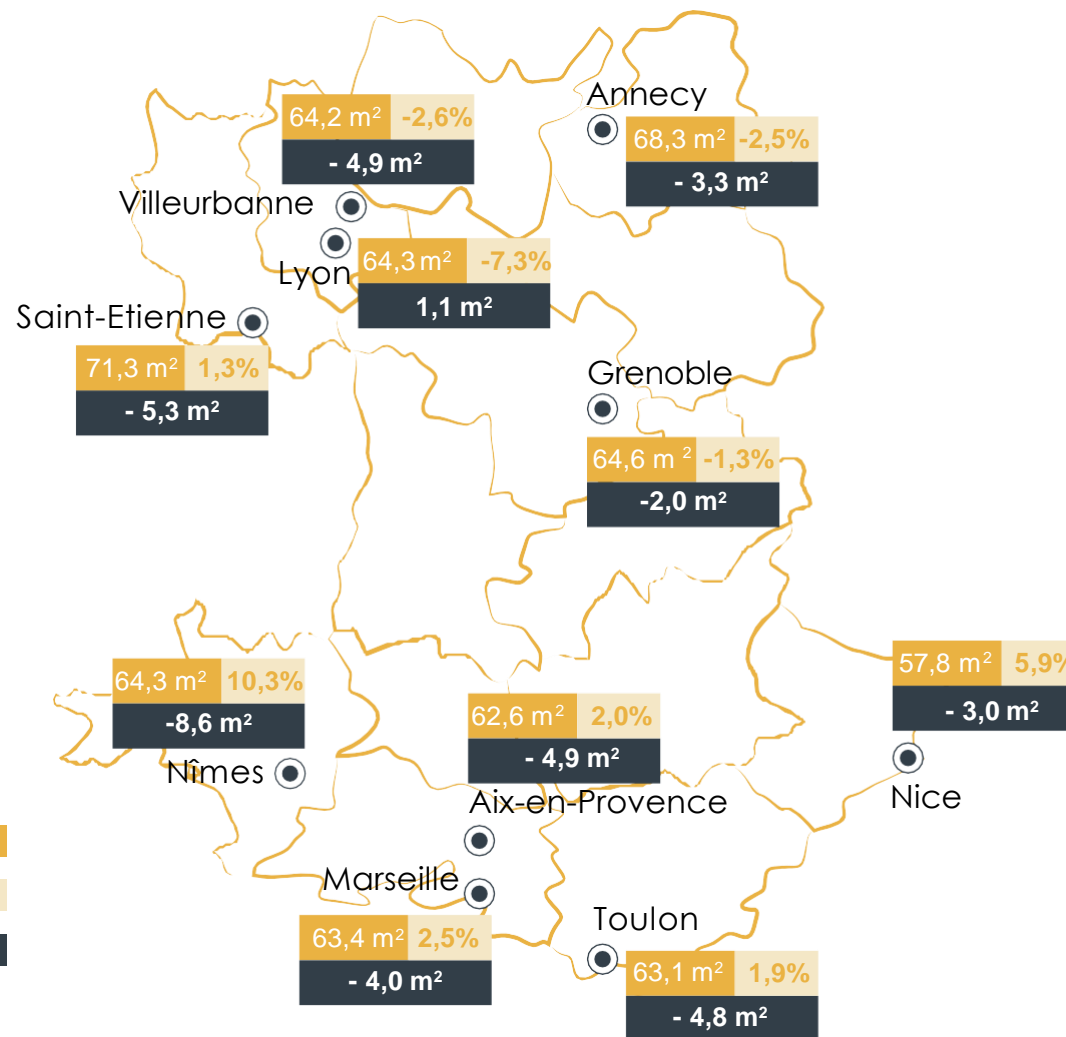 Annecy
64,2 m² -2,6%
- 4,9 m²
68,3 m² -2,5%
- 3,3 m²
Villeurbanne
Lyon
64,3 m² -7,3%
1,1 m²
Saint-Etienne
71,3 m² 1,3%
- 5,3 m²
Grenoble
64,6 m ² -1,3%
-2,0 m²
64,3 m² 10,3%
-8,6 m²
Nîmes
57,8 m² 5,9%
- 3,0 m²
Nice
62,6 m² 2,0%
- 4,9 m²
Aix-en-Provence
Marseille
63,4 m² 2,5%
- 4,0 m²
Toulon
63,1 m² 1,9%
- 4,8 m²